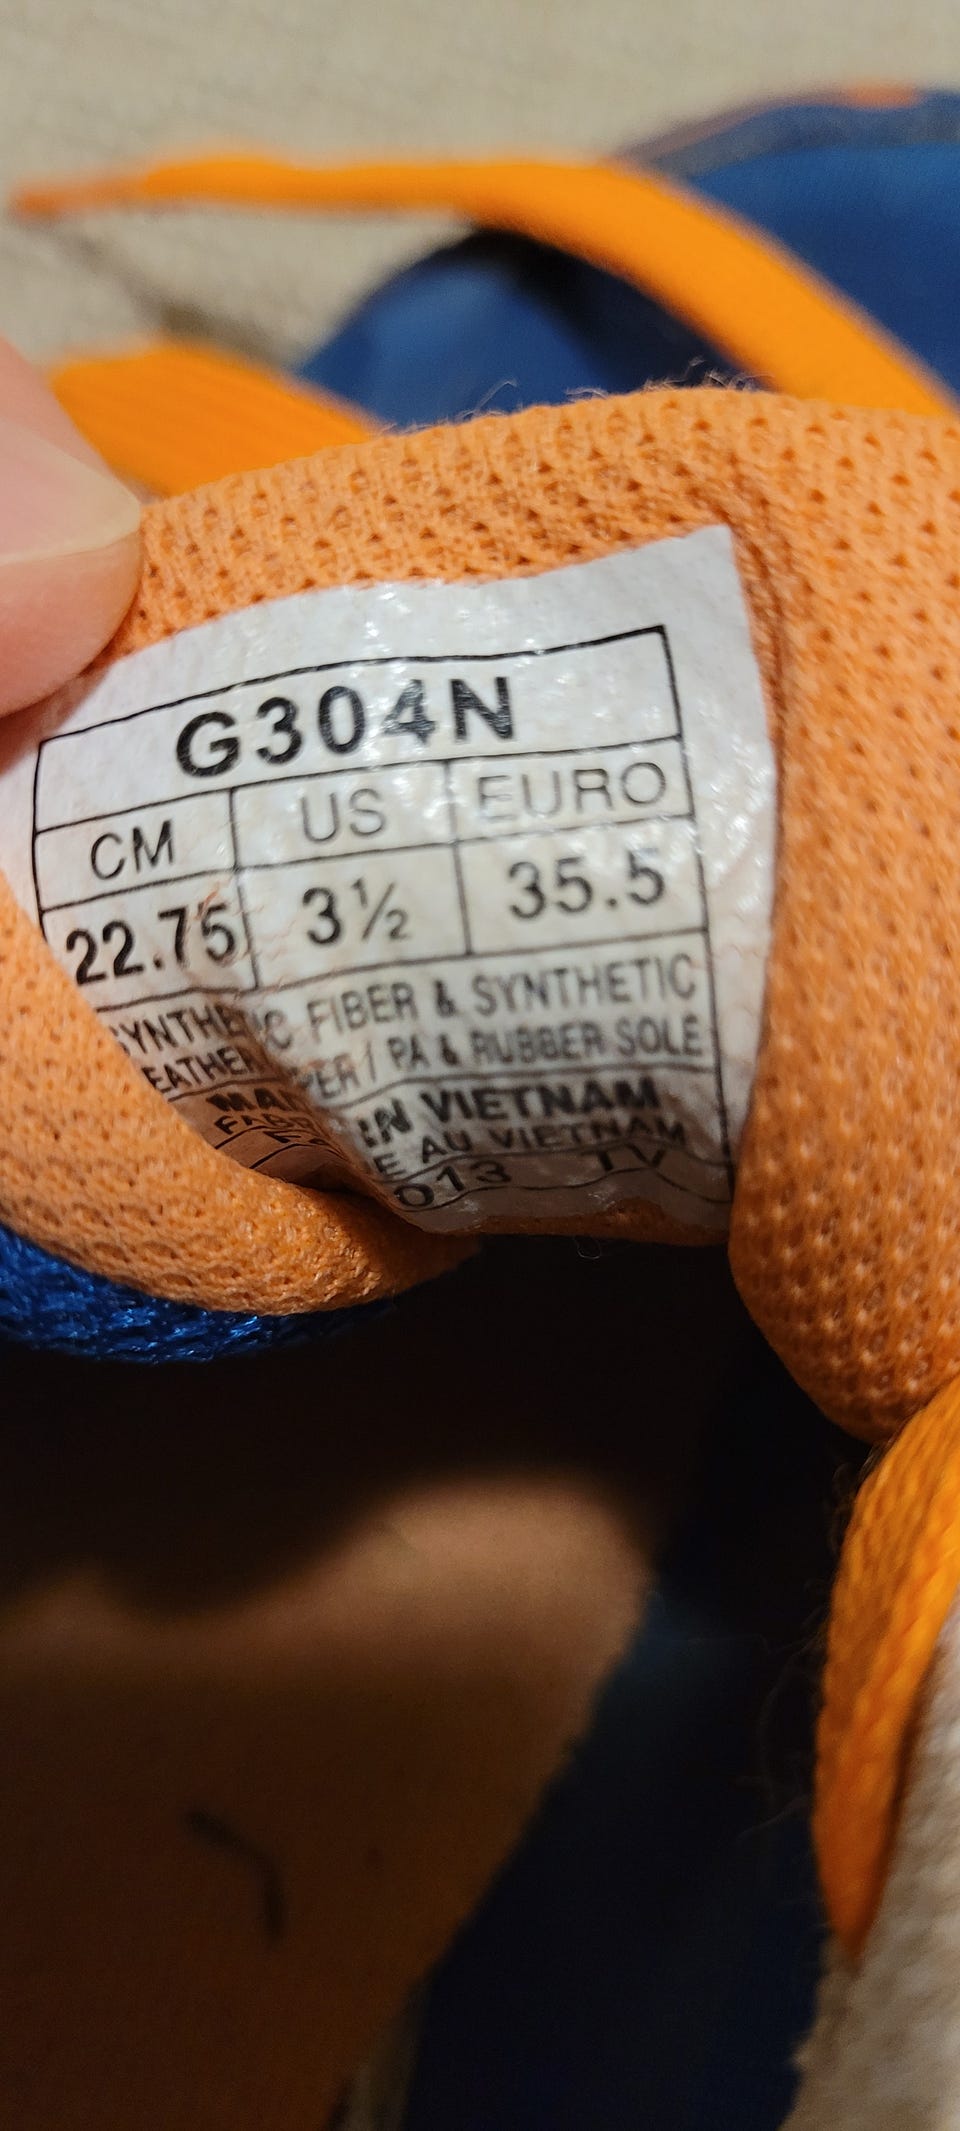 G304N
CM US EURO
22.75 3½ 35.5
FIBER & SYNTHETIC
PA & RUBBER SOLE
VIETNAM
AU VIETNAM
TV